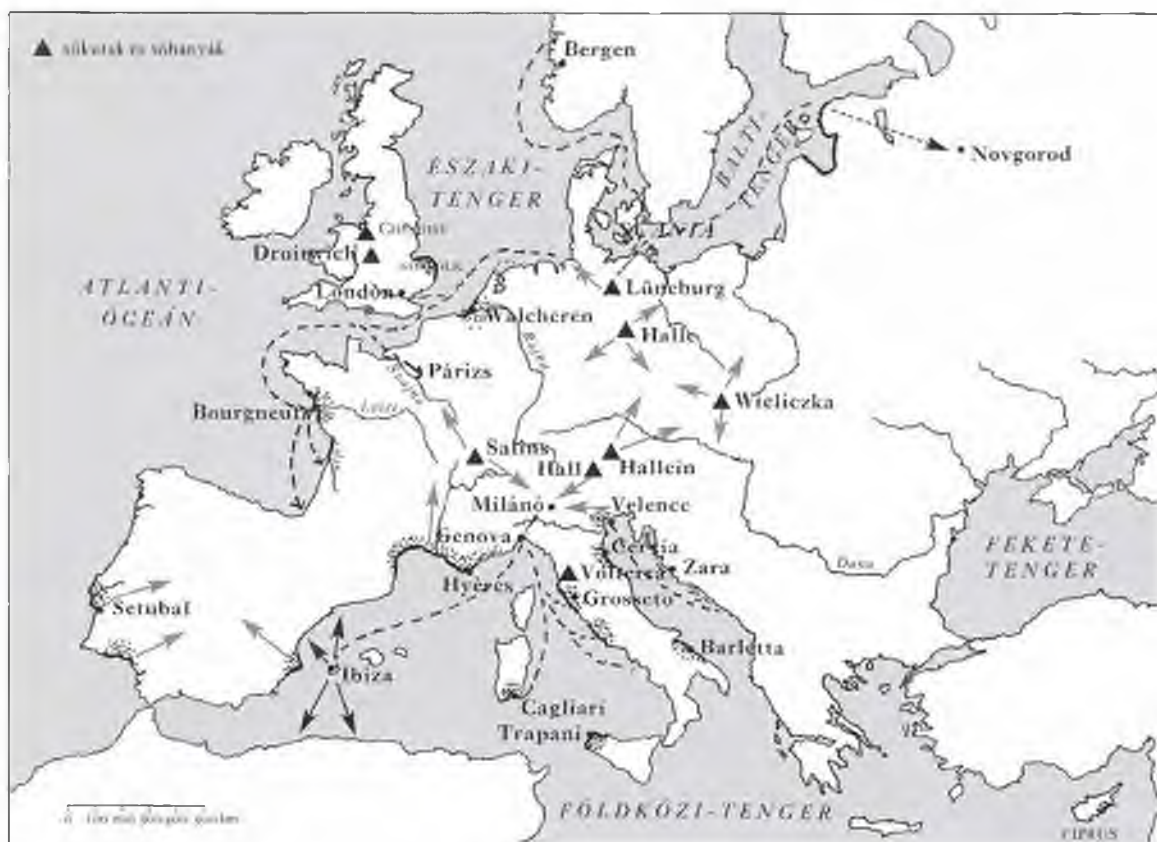 sókutak és sóbányák
Bergen
Novgorod
BALTI-
TENGER
ÉSZAKI-
TENGER
Droitwich
London
Lüneburg
ATLANTI-
ÓCEÁN
Walcheren
Halle
Rajna
Párizs
Szajna
Wieliczka
Bourgneuf
Loire
Salins
Hall
Hallein
Milánó
Velence
Genova
Cervia
Duna
FEKETE-
TENGER
Volterra
Zara
Hyères
Grosseto
Setubal
Barletta
Ibiza
Cagliari
Trapani
FÖLDKÖZI-TENGER
CIPRUS